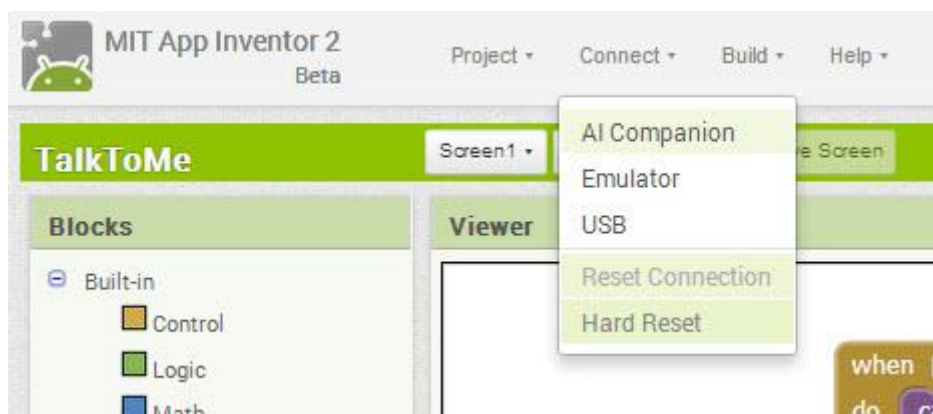 MIT App Inventor 2
Beta
Project Connect Build Help
TalkToMe
Screen1 Screen
AI Companion
Emulator
USB
Reset Connection
Hard Reset
Blocks
Viewer
Built-in
Control
Logic
Math
when
do